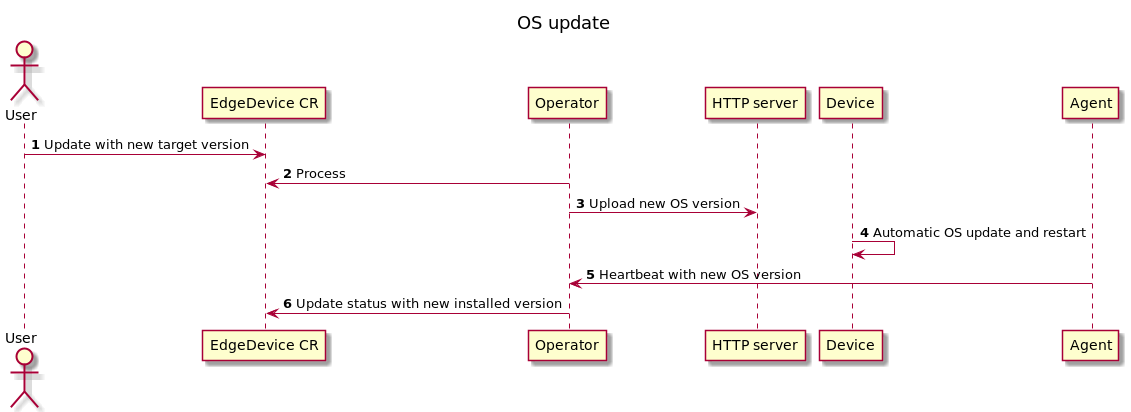 OS update
User
EdgeDevice CR
Operator
HTTP server
Device
Agent
1 Update with new target version
2 Process
3 Upload new OS version
4 Automatic OS update and restart
5 Heartbeat with new OS version
6 Update status with new installed version
User
EdgeDevice CR
Operator
HTTP server
Device
Agent